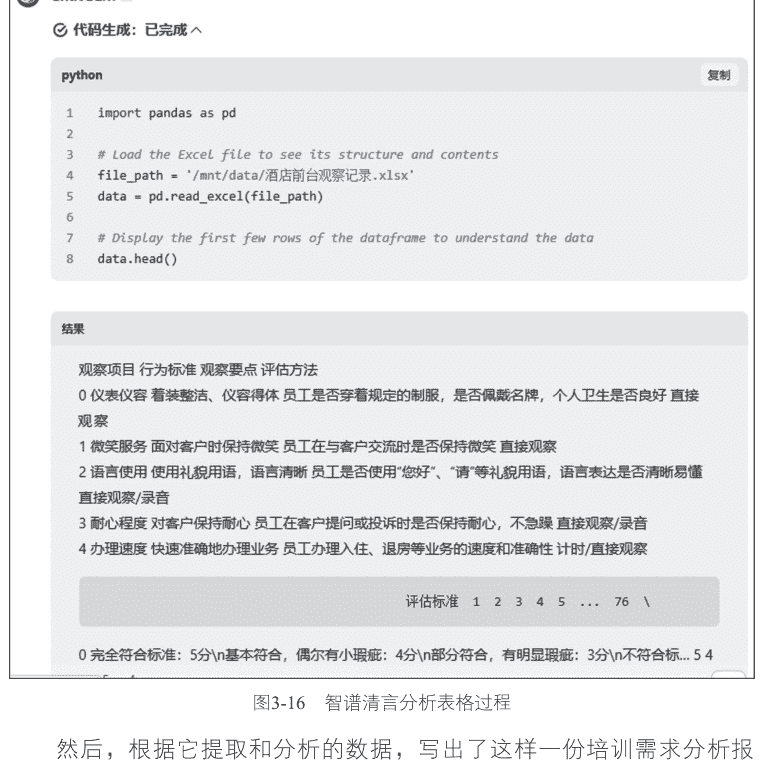 代码生成：已完成
python
复制
1 import pandas as pd
2
3 # Load the Excel file to see its structure and contents
4 file_path = '/mnt/data/酒店前台观察记录.xlsx'
5 data = pd.read_excel(file_path)
6
7 # Display the first few rows of the dataframe to understand the data
8 data.head()
结果
观察项目 行为标准 观察要点 评估方法
0 仪表仪容 着装整洁、仪容得体 员工是否穿着规定的制服，是否佩戴名牌，个人卫生是否良好 直接
观察
1 微笑服务 面对客户时保持微笑 员工在与客户交流时是否保持微笑 直接观察
2 语言使用 使用礼貌用语，语言清晰 员工是否使用“您好”、“请”等礼貌用语，语言表达是否清晰易懂
直接观察/录音
3 耐心程度 对客户保持耐心 员工在客户提问或投诉时是否保持耐心，不急躁 直接观察/录音
4 办理速度 快速准确地办理业务 员工办理入住、退房等业务的速度和准确性 计时/直接观察
评估标准 1 2 3 4 5 ... 76 \
0 完全符合标准：5分\n基本符合，偶尔有小瑕疵：4分\n部分符合，有明显瑕疵：3分\n不符合标... 5 4
图3-16 智谱清言分析表格过程
然后，根据它提取和分析的数据，写出了这样一份培训需求分析报